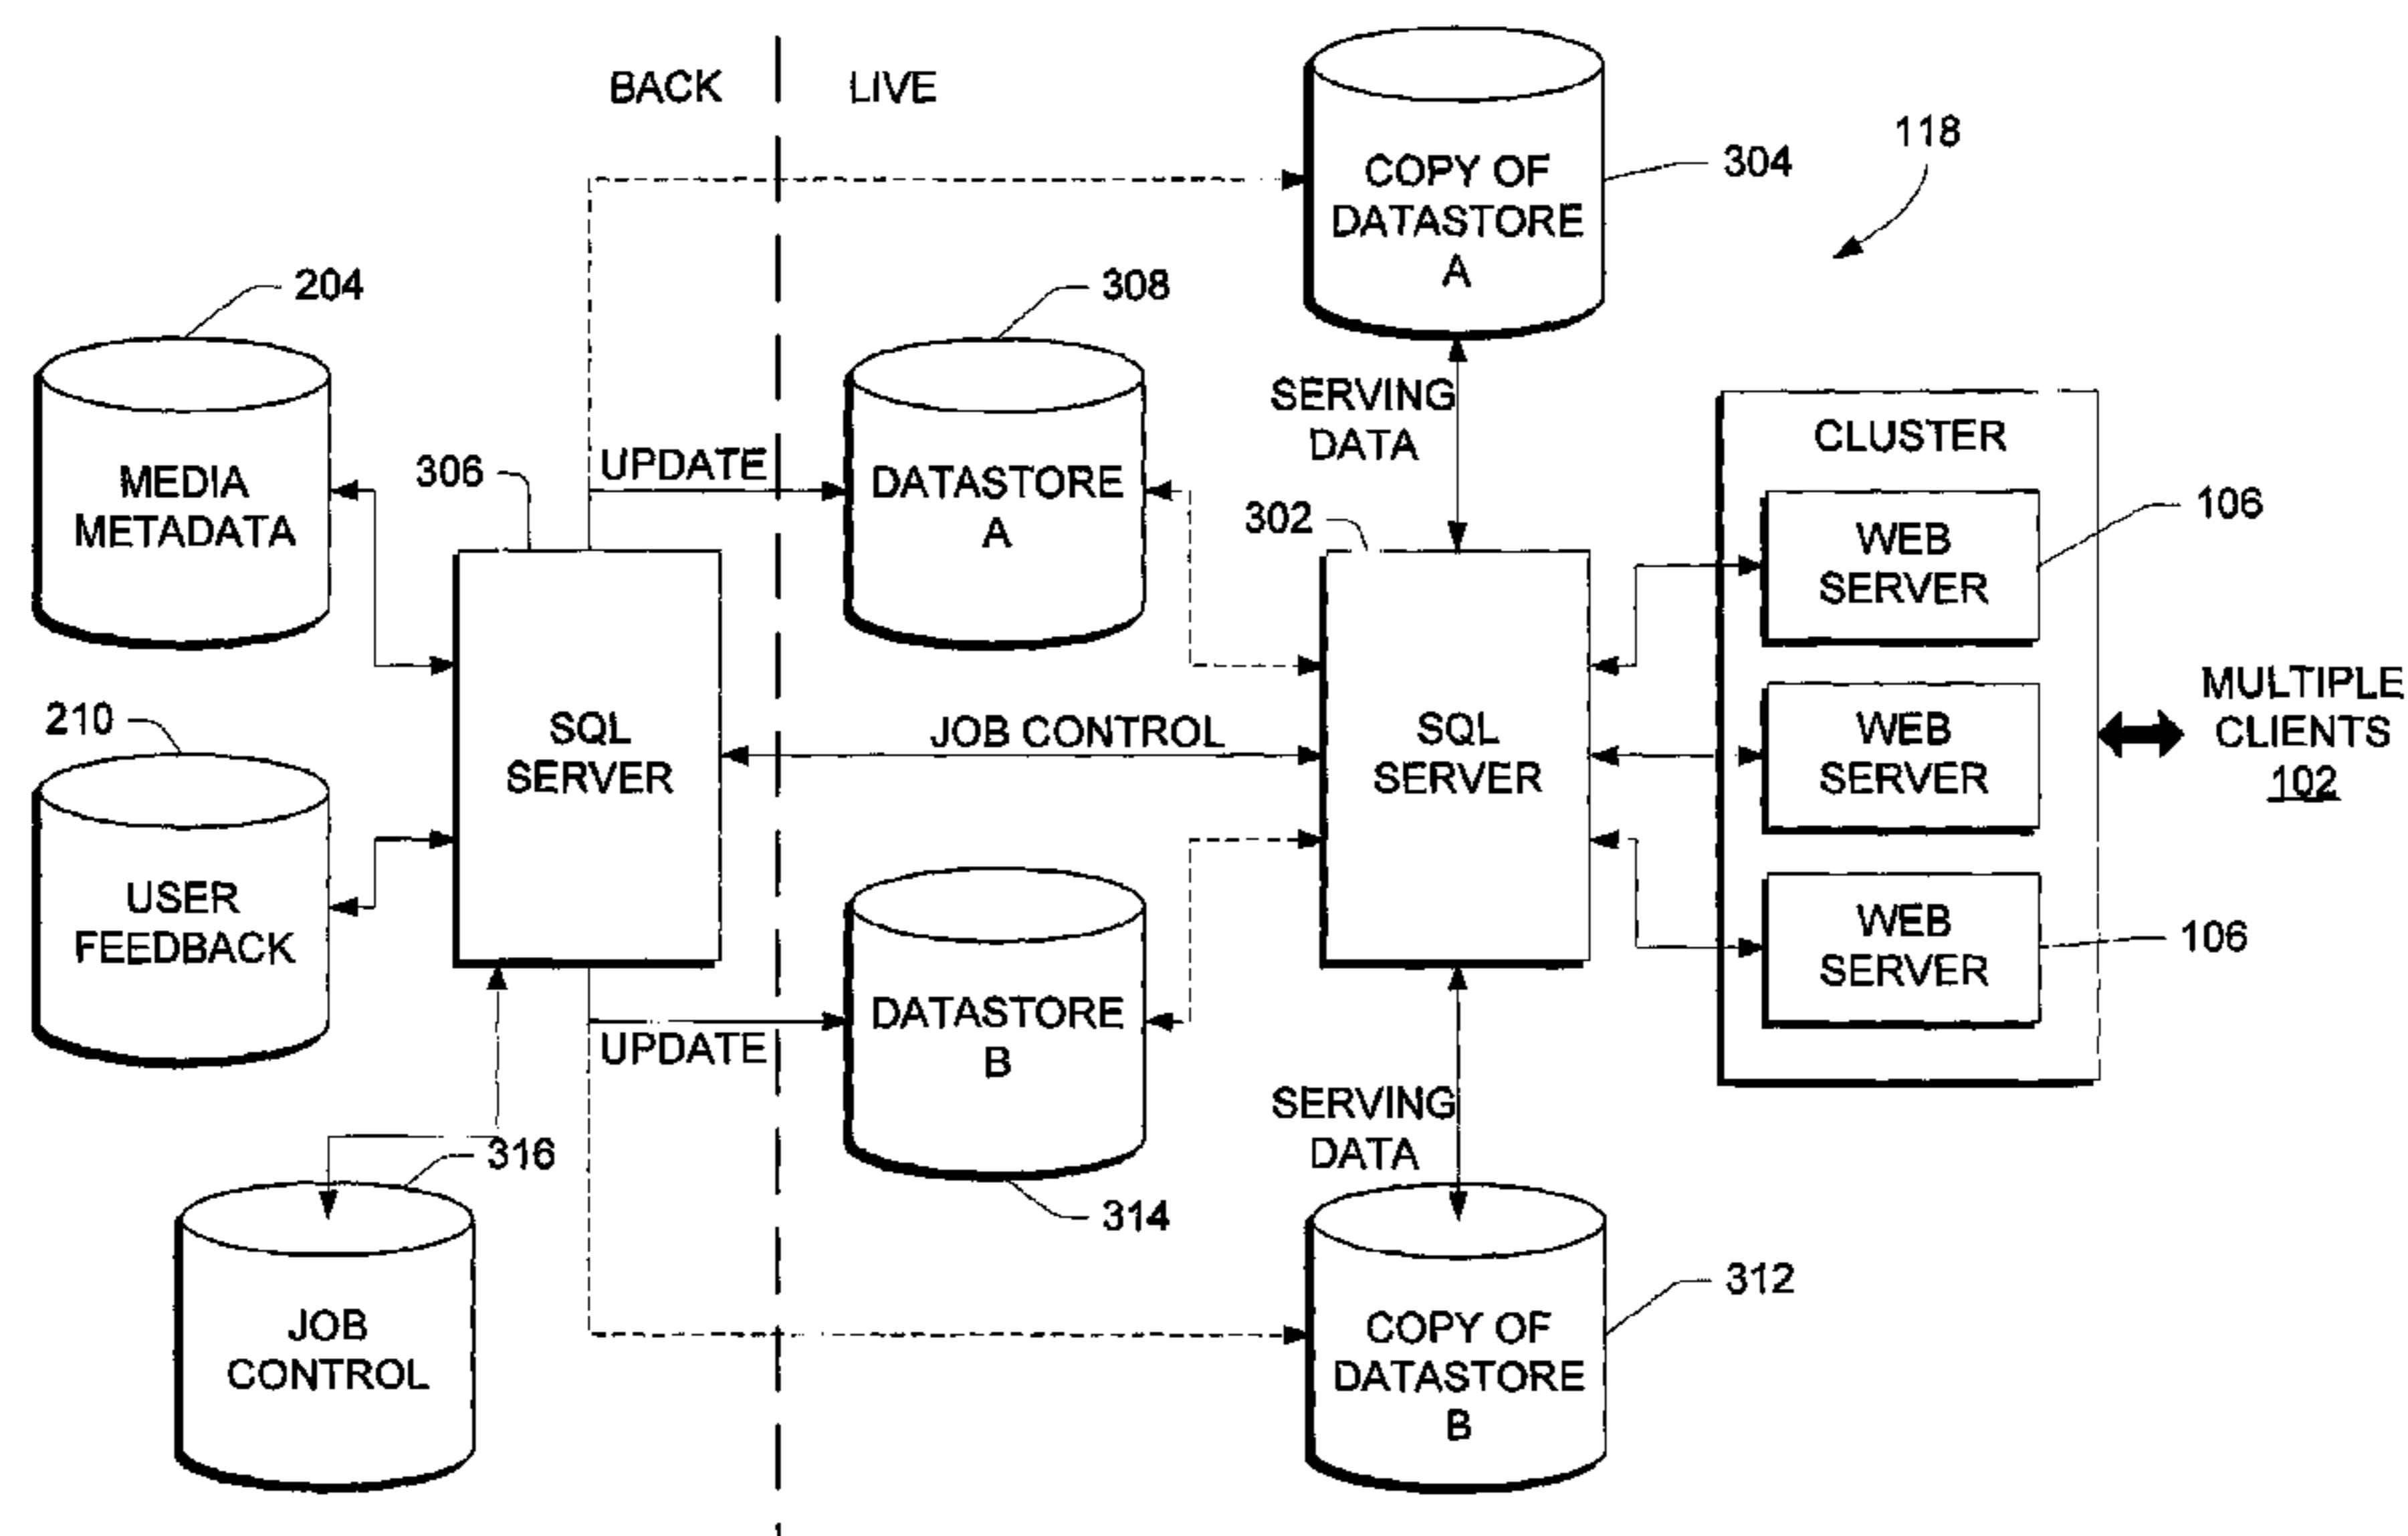 BACK
LIVE
118
COPY OF
DATASTORE
A
304
204
308
MEDIA
METADATA
306
UPDATE
DATASTORE
A
SERVING
DATA
302
CLUSTER
WEB
SERVER
106
210
SQL
SERVER
JOB CONTROL
SQL
SERVER
WEB
SERVER
MULTIPLE
CLIENTS
102
USER
FEEDBACK
UPDATE
DATASTORE
B
WEB
SERVER
106
SERVING
DATA
316
314
JOB
CONTROL
COPY OF
DATASTORE
B
312